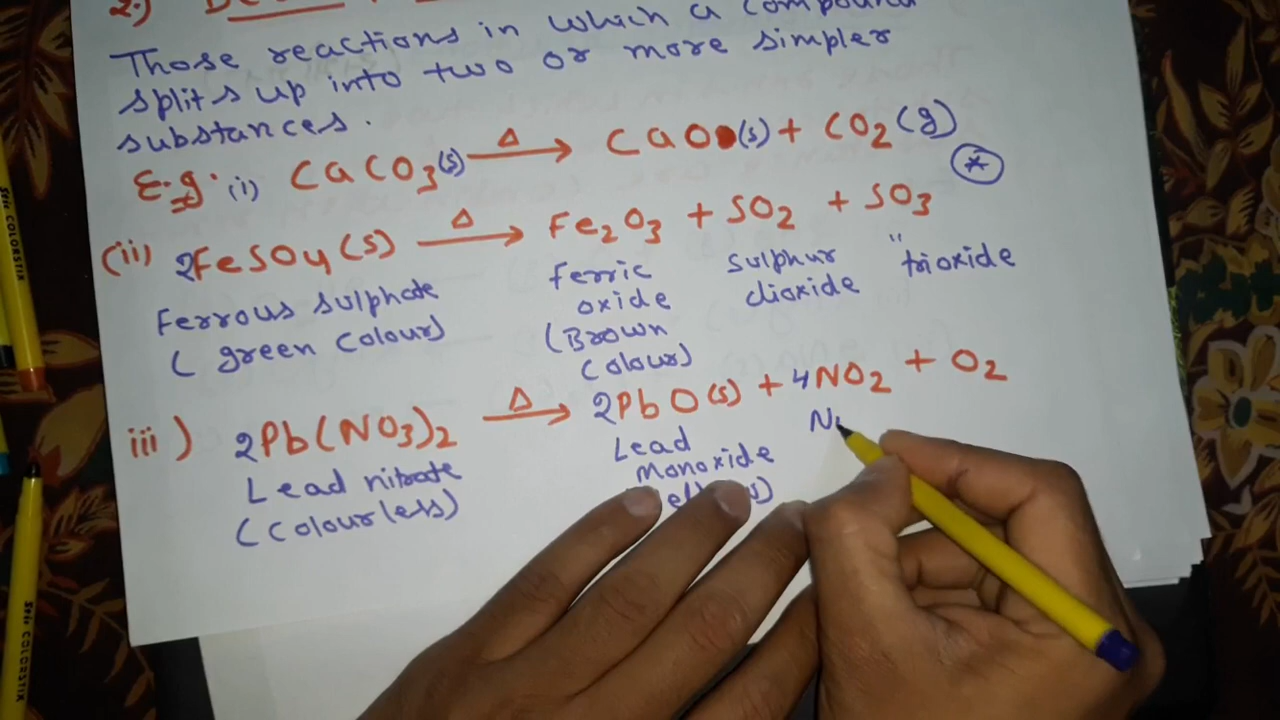 2.)
Those reactions in which a compound
splits up into two or more simpler
substances.
E.g. (i) CaCO3(s) —Δ→ CaO(s) + CO2(g)
*
(ii) 2FeSO4(s) —Δ→ Fe2O3 + SO2 + SO3
Ferrous sulphate
(green colour)
ferric
oxide
(Brown
colour)
sulphur
dioxide
" trioxide
iii) 2Pb(NO3)2 —Δ→ 2PbO(s) + 4NO2 + O2
Lead nitrate
(colourless)
Lead
monoxide